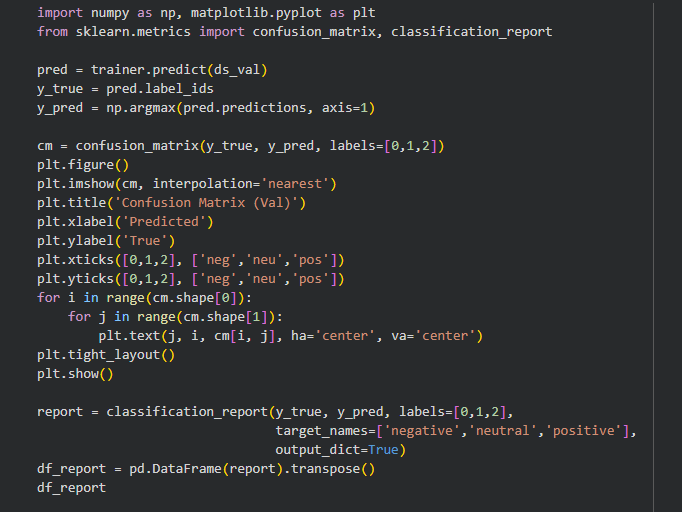 import numpy as np, matplotlib.pyplot as plt
from sklearn.metrics import confusion_matrix, classification_report

pred = trainer.predict(ds_val)
y_true = pred.label_ids
y_pred = np.argmax(pred.predictions, axis=1)

cm = confusion_matrix(y_true, y_pred, labels=[0,1,2])
plt.figure()
plt.imshow(cm, interpolation='nearest')
plt.title('Confusion Matrix (Val)')
plt.xlabel('Predicted')
plt.ylabel('True')
plt.xticks([0,1,2], ['neg','neu','pos'])
plt.yticks([0,1,2], ['neg','neu','pos'])
for i in range(cm.shape[0]):
    for j in range(cm.shape[1]):
        plt.text(j, i, cm[i, j], ha='center', va='center')
plt.tight_layout()
plt.show()

report = classification_report(y_true, y_pred, labels=[0,1,2],
                               target_names=['negative','neutral','positive'],
                               output_dict=True)
df_report = pd.DataFrame(report).transpose()
df_report